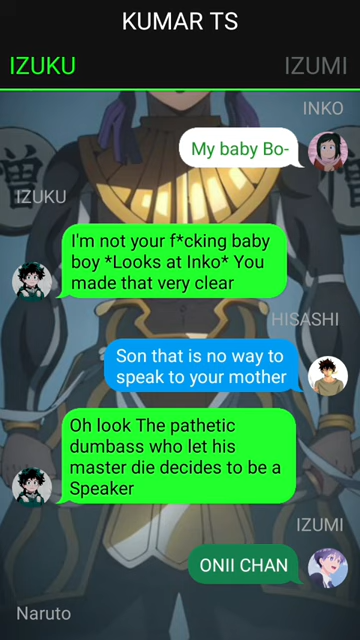 KUMAR TS
IZUKU
IZUMI
INKO
My baby Bo-
IZUKU
I'm not your f*cking baby
boy *Looks at Inko* You
made that very clear
HISASHI
Son that is no way to
speak to your mother
Oh look The pathetic
dumbass who let his
master die decides to be a
Speaker
IZUMI
ONII CHAN
Naruto
僧